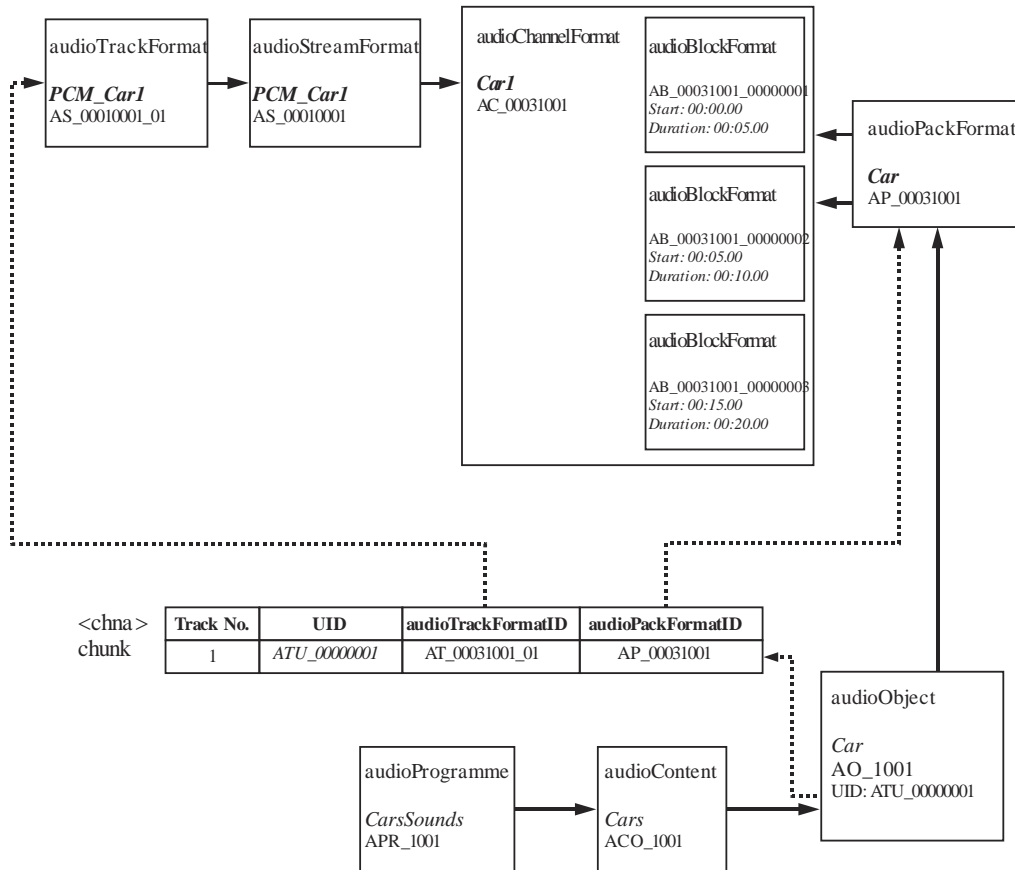 audioTrackFormat
PCM_Car1
AS_00010001_01
audioStreamFormat
PCM_Car1
AS_00010001
audioChannelFormat
Car1
AC_00031001
audioBlockFormat
AB_00031001_00000001
Start: 00:00.00
Duration: 00:05.00
audioBlockFormat
AB_00031001_00000002
Start: 00:05.00
Duration: 00:10.00
audioBlockFormat
AB_00031001_00000003
Start: 00:15.00
Duration: 00:20.00
audioPackFormat
Car
AP_00031001
<chna>
chunk
Track No. UID audioTrackFormatID audioPackFormatID
1 ATU_00000001 AT_00031001_01 AP_00031001
audioObject
Car
AO_1001
UID: ATU_00000001
audioProgramme
CarsSounds
APR_1001
audioContent
Cars
ACO_1001